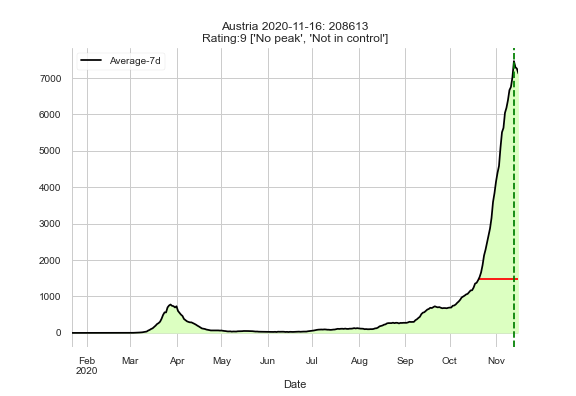 Austria 2020-11-16: 208613
Rating:9 ['No peak', 'Not in control']
Average-7d
7000
6000
5000
4000
3000
2000
1000
0
Feb Mar Apr May Jun Jul Aug Sep Oct Nov
2020
Date